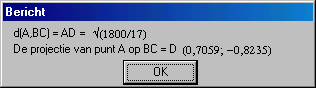 Bericht
d(A,BC) = AD = √(1800/17)
De projectie van punt A op BC = D (0,7059; −0,8235)
OK